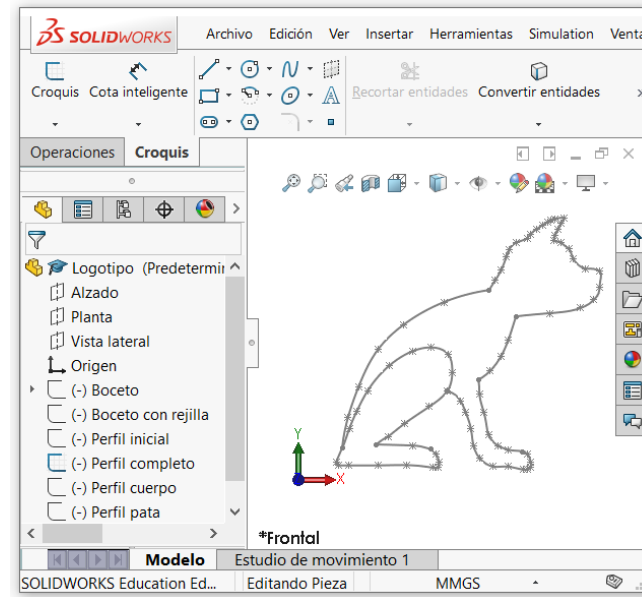 SOLIDWORKS Archivo Edición Ver Insertar Herramientas Simulation Venta
Croquis Cota inteligente Recortar entidades Convertir entidades
Operaciones Croquis
Logotipo (Predetermin
Alzado
Planta
Vista lateral
Origen
(-) Boceto
(-) Boceto con rejilla
(-) Perfil inicial
(-) Perfil completo
(-) Perfil cuerpo
(-) Perfil pata
Y
X
*Frontal
Modelo Estudio de movimiento 1
SOLIDWORKS Education Ed... Editando Pieza MMGS